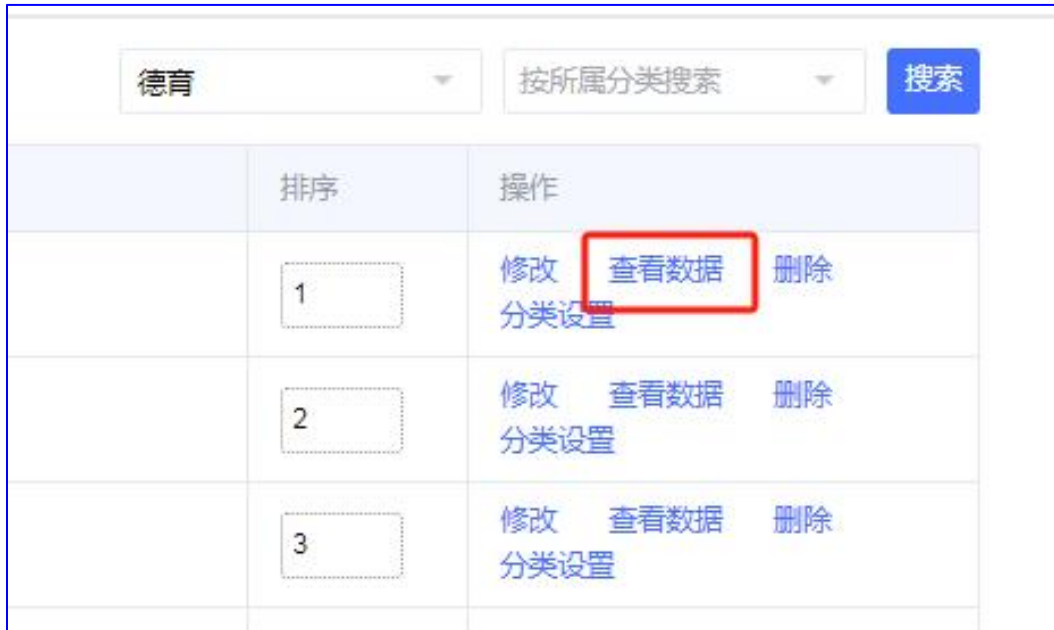 德育 按所属分类搜索 搜索
排序 操作
1 修改 查看数据 删除
分类设置
2 修改 查看数据 删除
分类设置
3 修改 查看数据 删除
分类设置